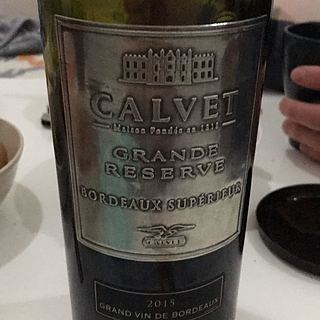 CALVET
Maison Fondée en 1818
GRANDE
RESERVE
BORDEAUX SUPÉRIEUR
CALVET
2015
GRAND VIN DE BORDEAUX